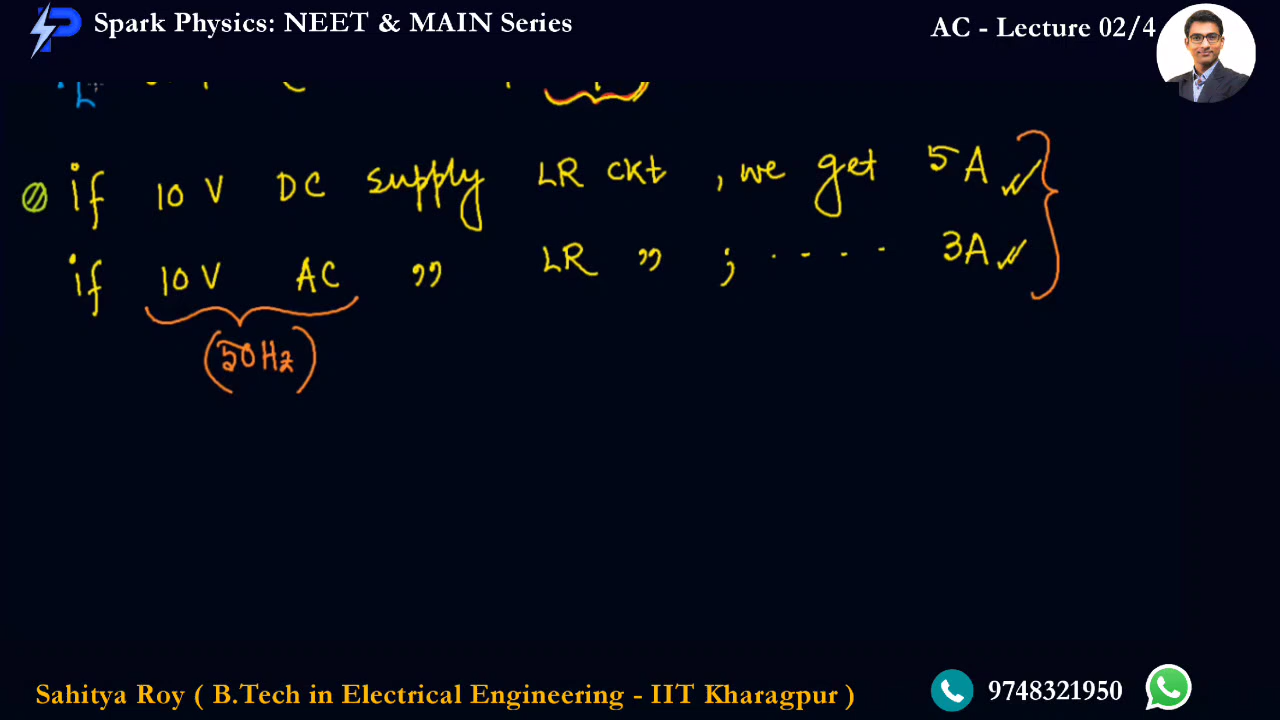 Spark Physics: NEET & MAIN Series
AC - Lecture 02/4
if 10 V DC supply LR ckt , we get 5A
if 10V AC ,, LR ,, ; .... 3A
(50Hz)
Sahitya Roy ( B.Tech in Electrical Engineering - IIT Kharagpur )
9748321950